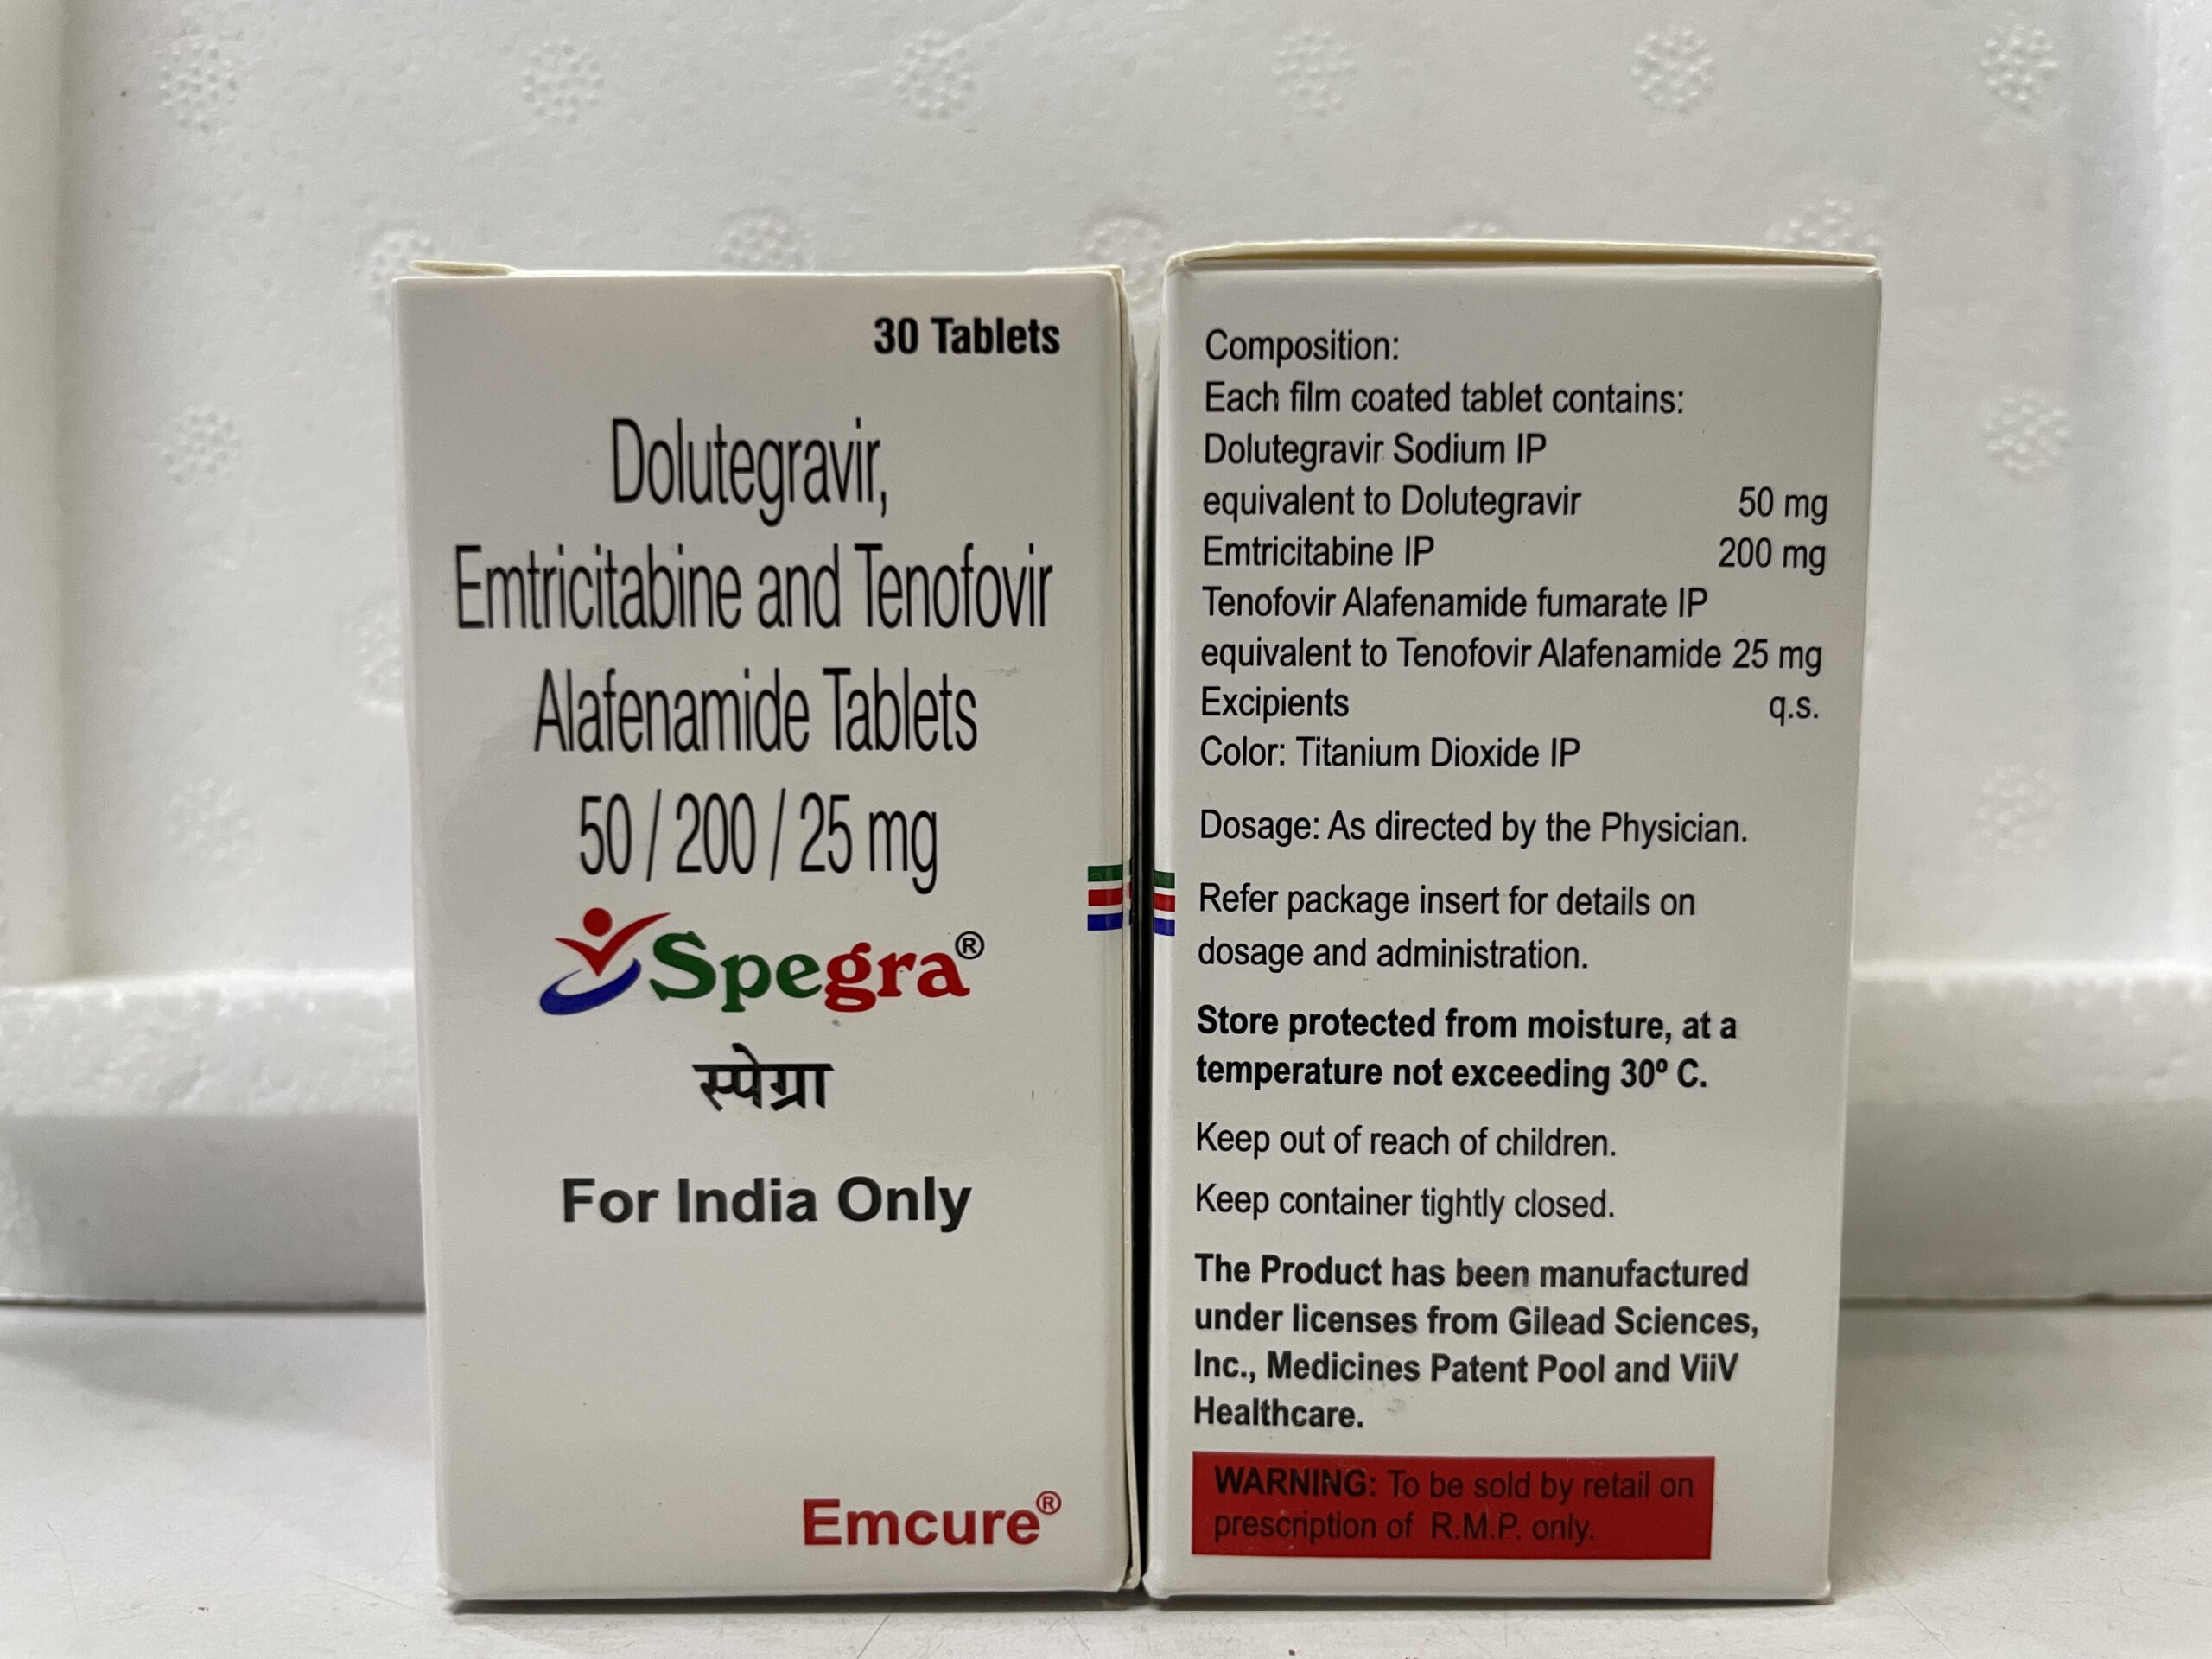 30 Tablets
Dolutegravir,
Emtricitabine and Tenofovir
Alafenamide Tablets
50 / 200 / 25 mg
Spegra®
स्पेग्रा
For India Only
Emcure®
Composition:
Each film coated tablet contains:
Dolutegravir Sodium IP
equivalent to Dolutegravir 50 mg
Emtricitabine IP 200 mg
Tenofovir Alafenamide fumarate IP
equivalent to Tenofovir Alafenamide 25 mg
Excipients q.s.
Color: Titanium Dioxide IP
Dosage: As directed by the Physician.
Refer package insert for details on
dosage and administration.
Store protected from moisture, at a
temperature not exceeding 30º C.
Keep out of reach of children.
Keep container tightly closed.
The Product has been manufactured
under licenses from Gilead Sciences,
Inc., Medicines Patent Pool and ViiV
Healthcare.
WARNING: To be sold by retail on
prescription of R.M.P. only.